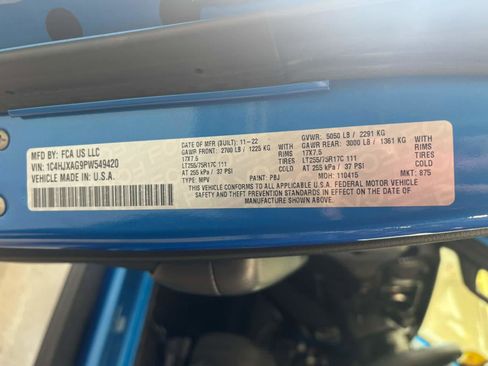 MFD BY: FCA US LLC
VIN: 1C4HJXAG9PW549420
VEHICLE MADE IN: U.S.A.
DATE OF MFR (BUILT): 11-22
GAWR FRONT: 2700 LB / 1225 KG WITH
17X7.5 RIMS
LT255/75R17C 111 TIRES
AT 255 kPa / 37 PSI COLD
TYPE: MPV
GVWR: 5050 LB / 2291 KG
GAWR REAR: 3000 LB / 1361 KG WITH
17X7.5 RIMS
LT255/75R17C 111 TIRES
AT 255 kPa / 37 PSI COLD
PAINT: PBJ MDH: 110415 MKT: 875
THIS VEHICLE CONFORMS TO ALL APPLICABLE U.S.A. FEDERAL MOTOR VEHICLE
SAFETY AND THEFT PREVENTION STANDARDS IN EFFECT ON THE DATE OF
MANUFACTURE SHOWN ABOVE.